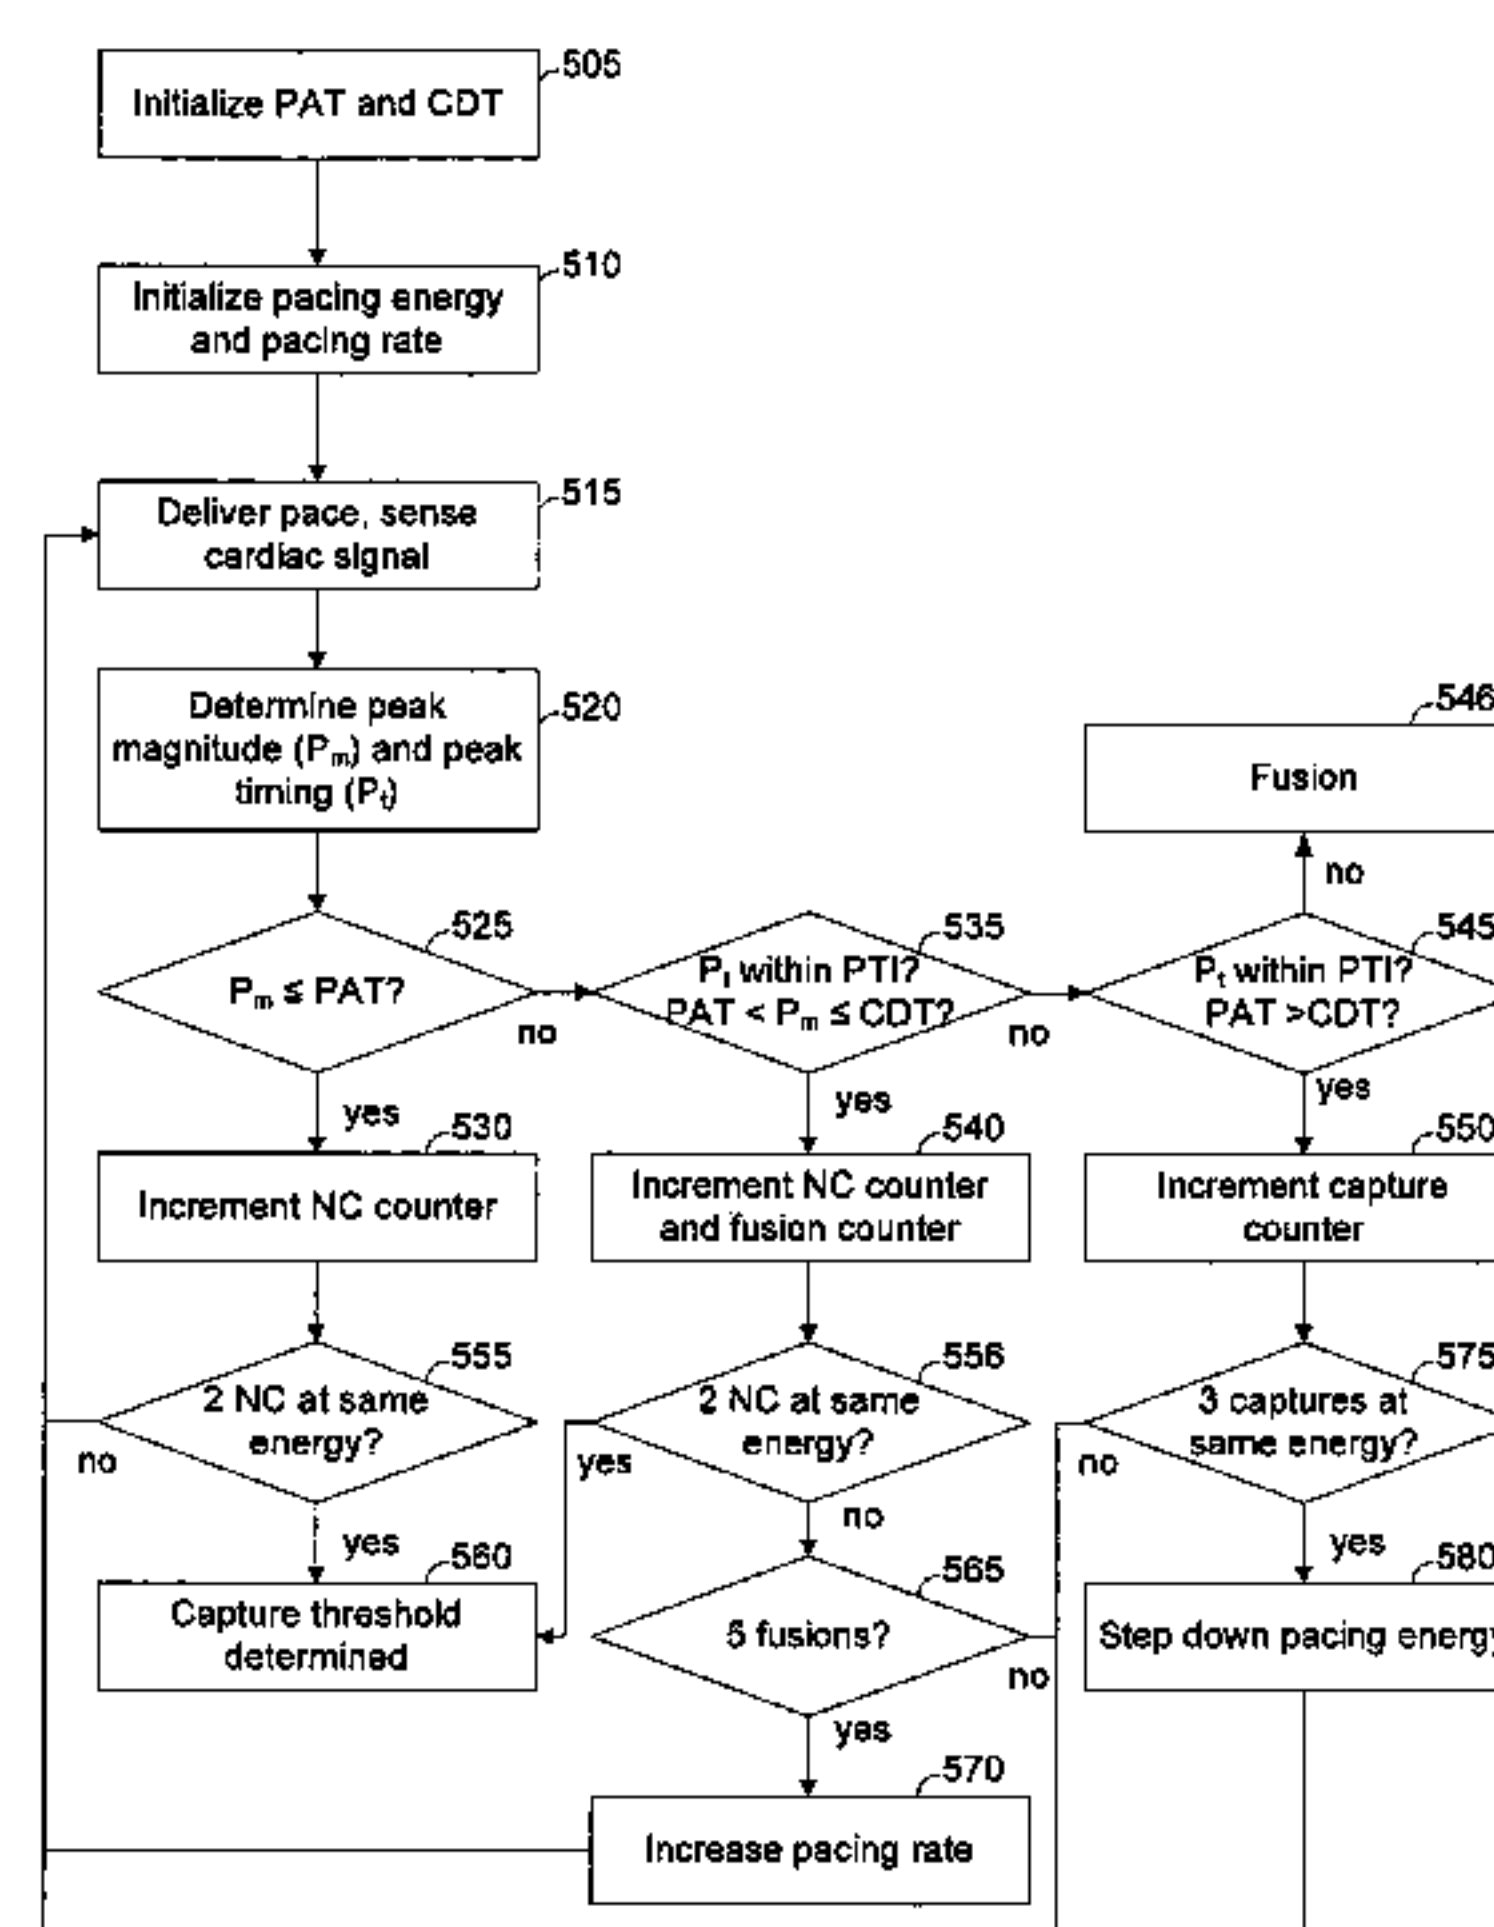 505
Initialize PAT and CDT
510
Initialize pacing energy
and pacing rate
515
Deliver pace, sense
cardiac signal
520
Determine peak
magnitude (Pm) and peak
timing (Pt)
546
Fusion
no
525
Pm ≤ PAT?
no
yes
535
Pt within PTI?
PAT < Pm ≤ CDT?
no
yes
545
Pt within PTI?
PAT >CDT?
yes
530
Increment NC counter
540
Increment NC counter
and fusion counter
550
Increment capture
counter
555
2 NC at same
energy?
no
yes
556
2 NC at same
energy?
yes
no
575
3 captures at
same energy?
no
yes
560
Capture threshold
determined
565
5 fusions?
no
yes
580
Step down pacing energy
570
Increase pacing rate